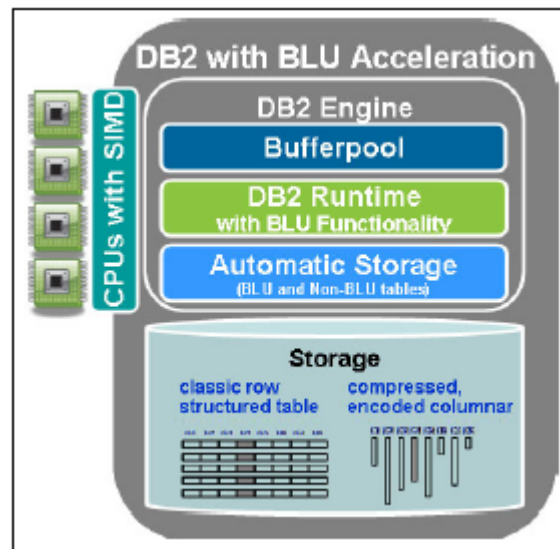 DB2 with BLU Acceleration
CPUs with SIMD
DB2 Engine
Bufferpool
DB2 Runtime
with BLU Functionality
Automatic Storage
(BLU and Non-BLU tables)
Storage
classic row
structured table
compressed,
encoded columnar